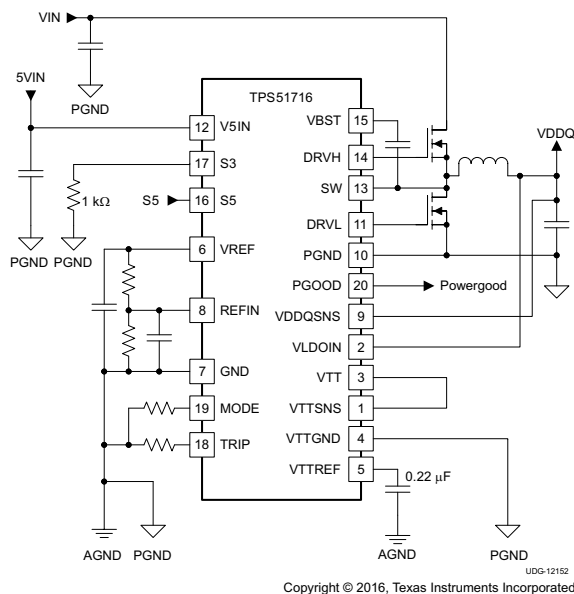 VIN
PGND
5VIN
TPS51716
VBST
15
12
V5IN
VDDQ
DRVH
14
17
S3
SW
13
1 kΩ
S5
16
S5
DRVL
11
PGND
PGND
6
VREF
PGND
10
PGOOD
20
Powergood
8
REFIN
VDDQSNS
9
VLDOIN
2
7
GND
VTT
3
19
MODE
VTTSNS
1
18
TRIP
VTTGND
4
VTTREF
5
0.22 µF
AGND
PGND
AGND
PGND
UDG-12152
Copyright © 2016, Texas Instruments Incorporated